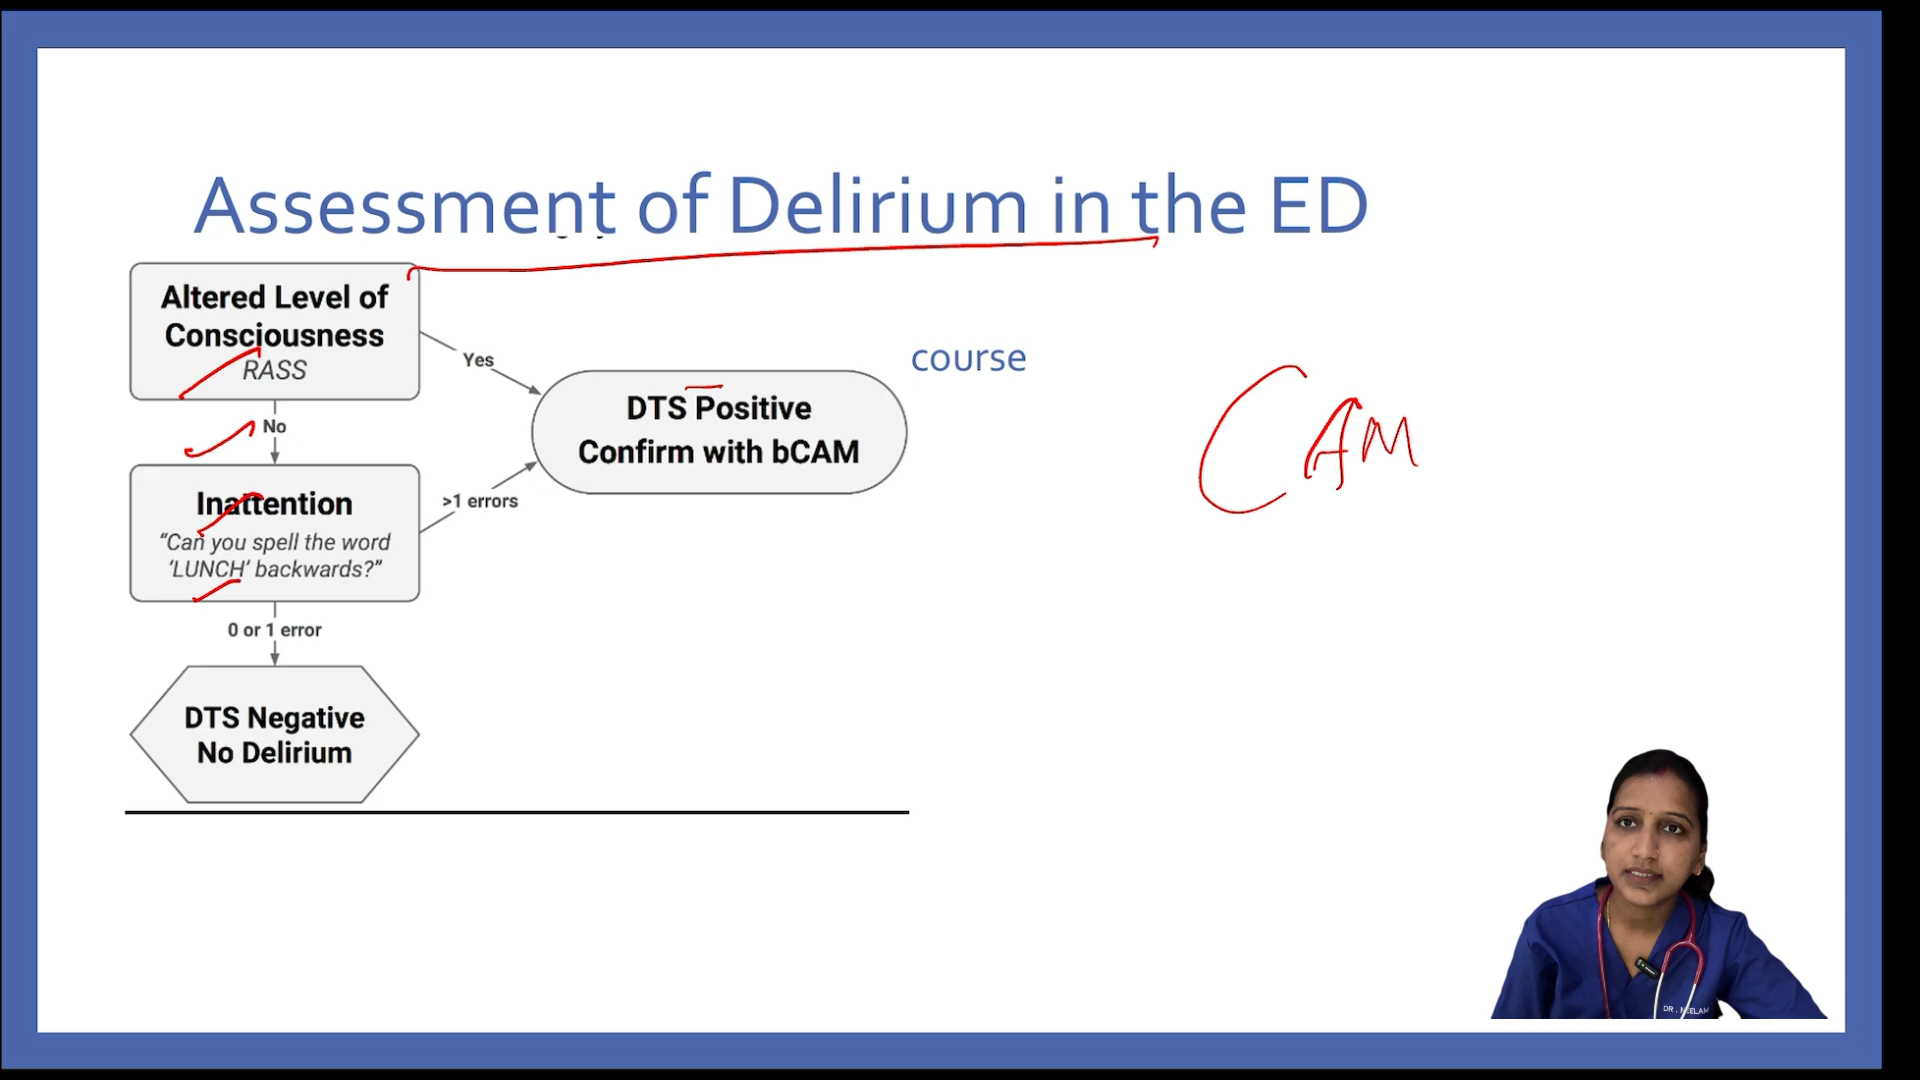 Assessment of Delirium in the ED
Altered Level of
Consciousness
RASS
Yes
No
course
DTS Positive
Confirm with bCAM
CAM
Inattention
“Can you spell the word
‘LUNCH’ backwards?”
>1 errors
0 or 1 error
DTS Negative
No Delirium
DR. NEELAM